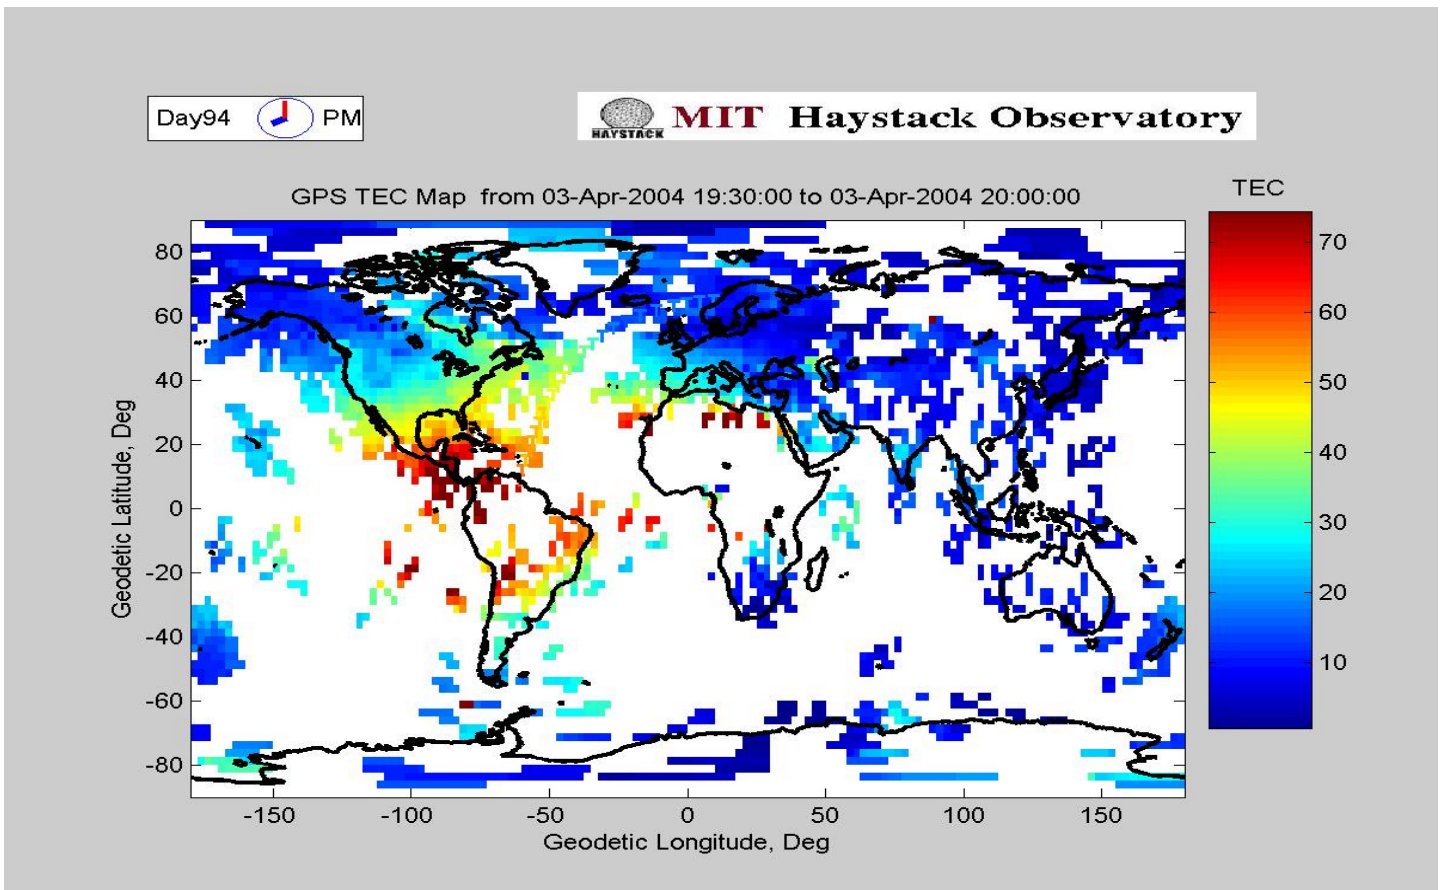 Day94 PM
HAYSTACK MIT Haystack Observatory
GPS TEC Map from 03-Apr-2004 19:30:00 to 03-Apr-2004 20:00:00
TEC
80
60
40
20
0
-20
-40
-60
-80
Geodetic Latitude, Deg
-150 -100 -50 0 50 100 150
Geodetic Longitude, Deg
70
60
50
40
30
20
10